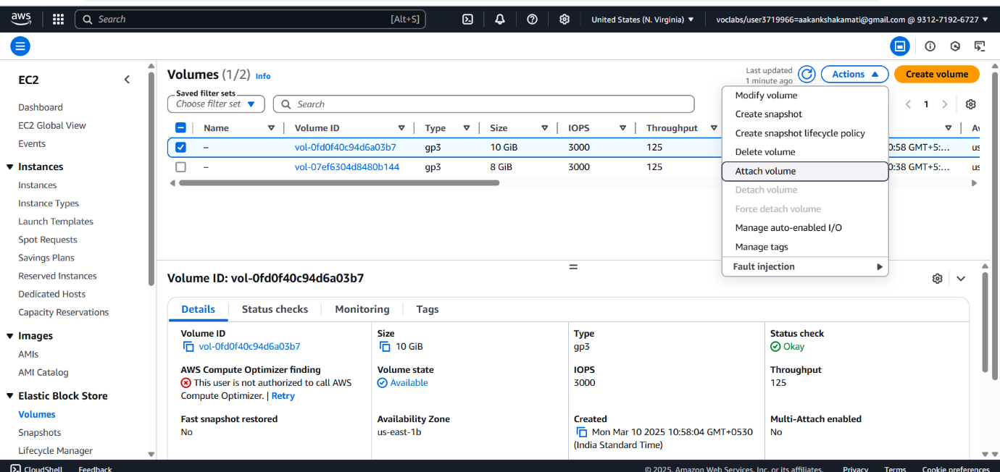 aws
Search [Alt+S]
United States (N. Virginia)
voclabs/user3719966=aakankshakamati@gmail.com @ 9312-7192-6727
EC2
Dashboard
EC2 Global View
Events
Instances
Instances
Instance Types
Launch Templates
Spot Requests
Savings Plans
Reserved Instances
Dedicated Hosts
Capacity Reservations
Images
AMIs
AMI Catalog
Elastic Block Store
Volumes
Snapshots
Lifecycle Manager
Volumes (1/2) Info
Last updated
1 minute ago
Actions
Create volume
Saved filter sets
Choose filter set
Search
1
Name Volume ID Type Size IOPS Throughput
– vol-0fd0f40c94d6a03b7 gp3 10 GiB 3000 125 0:58 GMT+5:... us
– vol-07ef6304d8480b144 gp3 8 GiB 3000 125 0:38 GMT+5:... us
Modify volume
Create snapshot
Create snapshot lifecycle policy
Delete volume
Attach volume
Detach volume
Force detach volume
Manage auto-enabled I/O
Manage tags
Fault injection
Volume ID: vol-0fd0f40c94d6a03b7
Details Status checks Monitoring Tags
Volume ID
vol-0fd0f40c94d6a03b7
Size
10 GiB
Type
gp3
Status check
Okay
AWS Compute Optimizer finding
This user is not authorized to call AWS
Compute Optimizer. | Retry
Volume state
Available
IOPS
3000
Throughput
125
Fast snapshot restored
No
Availability Zone
us-east-1b
Created
Mon Mar 10 2025 10:58:04 GMT+0530
(India Standard Time)
Multi-Attach enabled
No
CloudShell Feedback
© 2025, Amazon Web Services, Inc. or its affiliates. Privacy Terms Cookie preferences